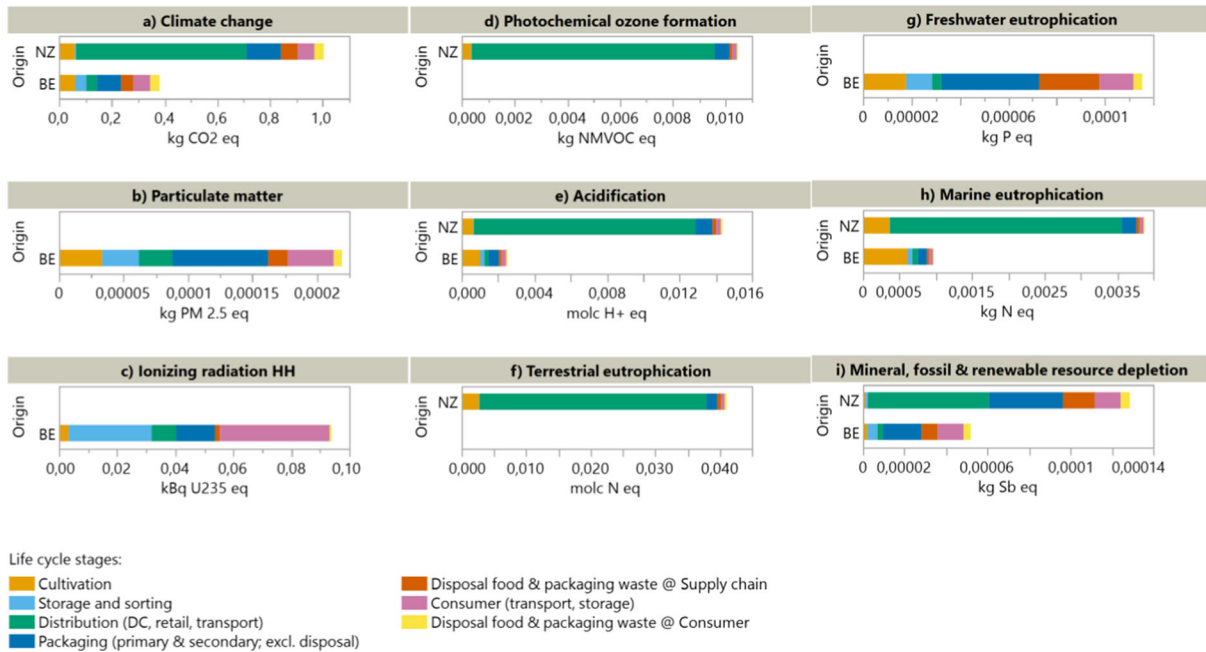 a) Climate change
Origin
NZ
BE
0,0 0,2 0,4 0,6 0,8 1,0
kg CO2 eq
b) Particulate matter
Origin
BE
0 0,00005 0,0001 0,00015 0,0002
kg PM 2.5 eq
c) Ionizing radiation HH
Origin
BE
0,00 0,02 0,04 0,06 0,08 0,10
kBq U235 eq
d) Photochemical ozone formation
Origin
NZ
0,000 0,002 0,004 0,006 0,008 0,010
kg NMVOC eq
e) Acidification
Origin
NZ
BE
0,000 0,004 0,008 0,012 0,016
molc H+ eq
f) Terrestrial eutrophication
Origin
NZ
0,000 0,010 0,020 0,030 0,040
molc N eq
g) Freshwater eutrophication
Origin
BE
0 0,00002 0,00006 0,0001
kg P eq
h) Marine eutrophication
Origin
NZ
BE
0 0,0005 0,0015 0,0025 0,0035
kg N eq
i) Mineral, fossil & renewable resource depletion
Origin
NZ
BE
0 0,000002 0,000006 0,00001 0,00014
kg Sb eq
Life cycle stages:
Cultivation
Storage and sorting
Distribution (DC, retail, transport)
Packaging (primary & secondary; excl. disposal)
Disposal food & packaging waste @ Supply chain
Consumer (transport, storage)
Disposal food & packaging waste @ Consumer